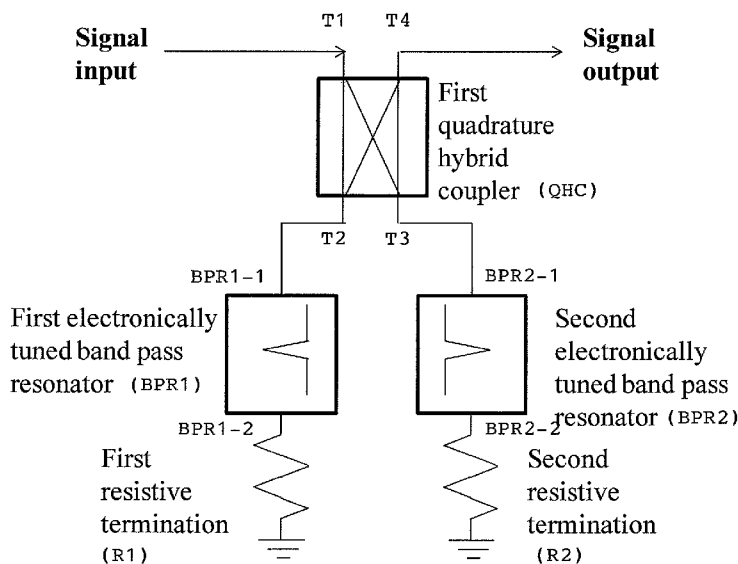 T1 T4
Signal
input
Signal
output
First
quadrature
hybrid
coupler (QHC)
T2 T3
BPR1-1
BPR2-1
First electronically
tuned band pass
resonator (BPR1)
Second
electronically
tuned band pass
resonator (BPR2)
BPR1-2
BPR2-2
First
resistive
termination
(R1)
Second
resistive
termination
(R2)